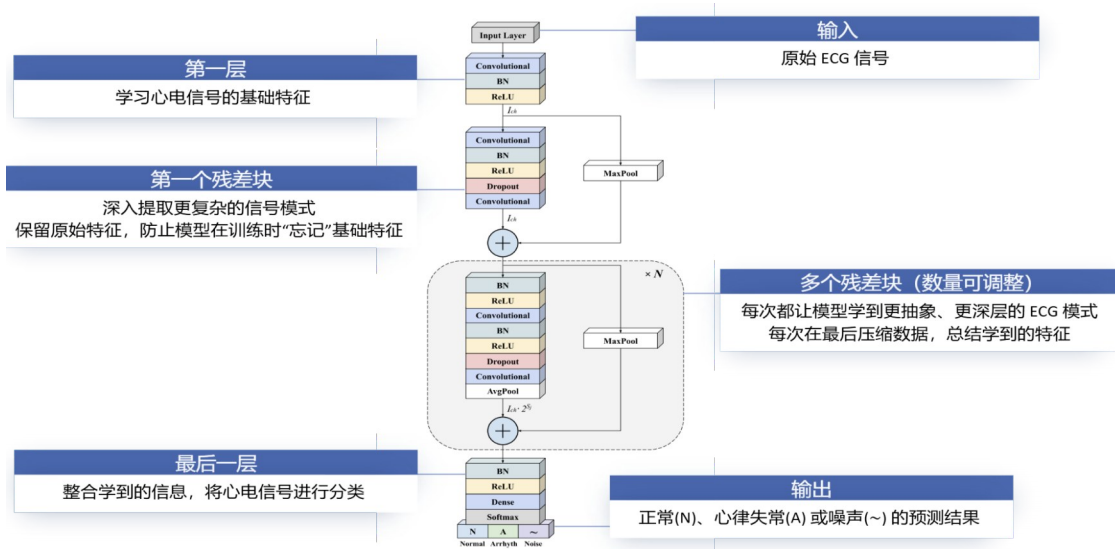 输入
原始 ECG 信号
Input Layer
第一层
学习心电信号的基础特征
Convolutional
BN
ReLU
I_ch
第一个残差块
深入提取更复杂的信号模式
保留原始特征，防止模型在训练时“忘记”基础特征
Convolutional
BN
ReLU
Dropout
Convolutional
MaxPool
I_ch
+
× N
多个残差块（数量可调整）
每次都让模型学到更抽象、更深层的 ECG 模式
每次在最后压缩数据，总结学到的特征
BN
ReLU
Convolutional
BN
ReLU
Dropout
Convolutional
AvgPool
MaxPool
+
最后一层
整合学到的信息，将心电信号进行分类
BN
ReLU
Dense
Softmax
N A ~
Normal Arrhyth Noise
输出
正常(N)、心律失常(A) 或噪声(~) 的预测结果